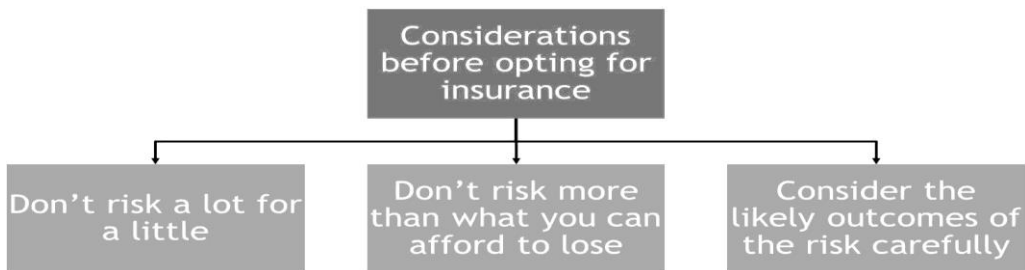 Considerations
before opting for
insurance
Don't risk a lot for
a little
Don't risk more
than what you can
afford to lose
Consider the
likely outcomes of
the risk carefully